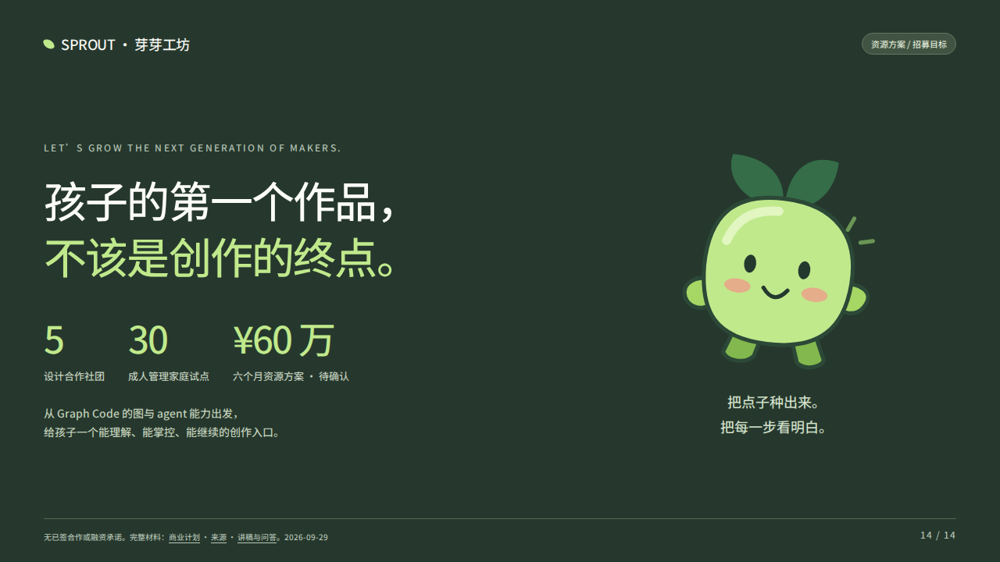 SPROUT · 芽芽工坊
资源方案 / 招募目标
LET’S GROW THE NEXT GENERATION OF MAKERS.
孩子的第一个作品，
不该是创作的终点。
5
设计合作社团
30
成人管理家庭试点
¥60 万
六个月资源方案 · 待确认
从 Graph Code 的图与 agent 能力出发，
给孩子一个能理解、能掌控、能继续的创作入口。
把点子种出来。
把每一步看明白。
无已签合作或融资承诺。完整材料：商业计划 · 来源 · 讲稿与问答。2026-09-29
14 / 14